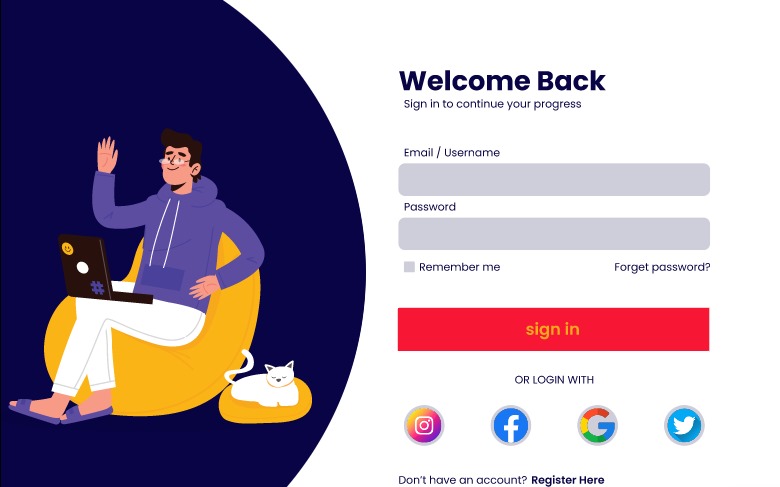 Welcome Back
Sign in to continue your progress
Email / Username
Password
Remember me
Forget password?
sign in
OR LOGIN WITH
Don't have an account? Register Here